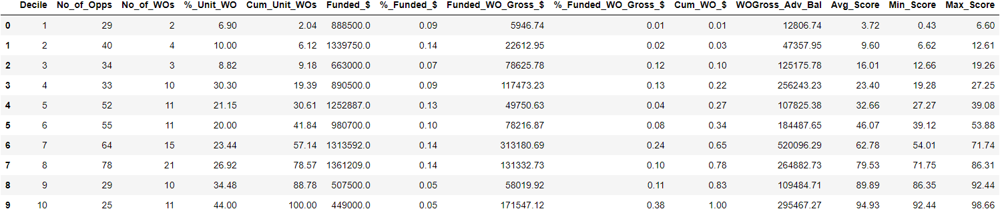 Decile No_of_Opps No_of_WOs %_Unit_WO Cum_Unit_WOs Funded_$ %_Funded_$ Funded_WO_Gross_$ %_Funded_WO_Gross_$ Cum_WO_$ WOGross_Adv_Bal Avg_Score Min_Score Max_Score
0 1 29 2 6.90 2.04 888500.0 0.09 5946.74 0.01 0.01 12806.74 3.72 0.43 6.60
1 2 40 4 10.00 6.12 1339750.0 0.14 22612.95 0.02 0.03 47357.95 9.60 6.62 12.61
2 3 34 3 8.82 9.18 663000.0 0.07 78625.78 0.12 0.10 125175.78 16.01 12.66 19.26
3 4 33 10 30.30 19.39 890500.0 0.09 117473.23 0.13 0.22 256243.23 23.40 19.28 27.25
4 5 52 11 21.15 30.61 1252887.0 0.13 49750.63 0.04 0.27 107825.38 32.66 27.27 39.08
5 6 55 11 20.00 41.84 980700.0 0.10 78216.87 0.08 0.34 184487.65 46.07 39.12 53.88
6 7 64 15 23.44 57.14 1313592.0 0.14 313180.69 0.24 0.65 520096.29 62.78 54.01 71.74
7 8 78 21 26.92 78.57 1361209.0 0.14 131332.73 0.10 0.78 264882.73 79.53 71.75 86.31
8 9 29 10 34.48 88.78 507500.0 0.05 58019.92 0.11 0.83 109484.71 89.89 86.35 92.44
9 10 25 11 44.00 100.00 449000.0 0.05 171547.12 0.38 1.00 295467.27 94.93 92.44 98.66